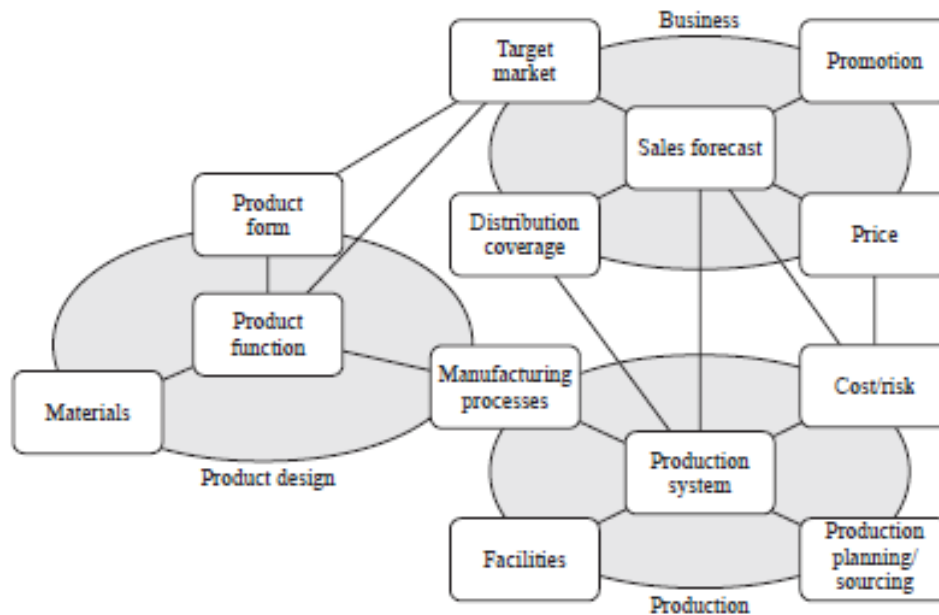 Business
Target
market
Promotion
Sales forecast
Product
form
Distribution
coverage
Price
Product
function
Manufacturing
processes
Cost/risk
Materials
Product design
Production
system
Facilities
Production
planning/
sourcing
Production